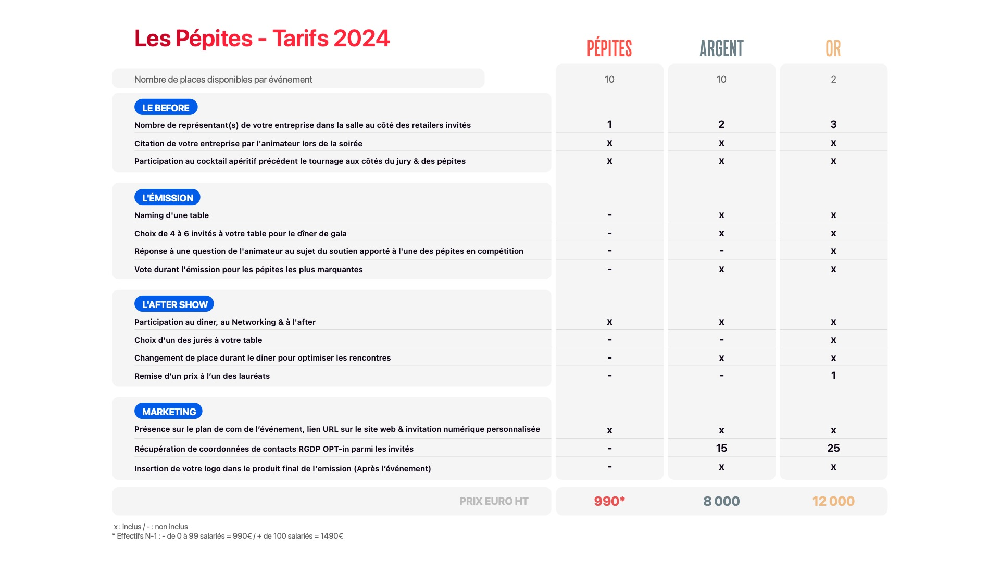 Les Pépites - Tarifs 2024
PÉPITES ARGENT OR
Nombre de places disponibles par événement 10 10 2
LE BEFORE
Nombre de représentant(s) de votre entreprise dans la salle au côté des retailers invités 1 2 3
Citation de votre entreprise par l'animateur lors de la soirée x x x
Participation au cocktail apéritif précédent le tournage aux côtés du jury & des pépites x x x
L'ÉMISSION
Naming d'une table - x x
Choix de 4 à 6 invités à votre table pour le dîner de gala - x x
Réponse à une question de l'animateur au sujet du soutien apporté à l'une des pépites en compétition - - x
Vote durant l'émission pour les pépites les plus marquantes - x x
L'AFTER SHOW
Participation au diner, au Networking & à l'after x x x
Choix d'un des jurés à votre table - - x
Changement de place durant le diner pour optimiser les rencontres - x x
Remise d’un prix à l’un des lauréats - - 1
MARKETING
Présence sur le plan de com de l’événement, lien URL sur le site web & invitation numérique personnalisée x x x
Récupération de coordonnées de contacts RGDP OPT-in parmi les invités - 15 25
Insertion de votre logo dans le produit final de l'emission (Après l’événement) - x x
PRIX EURO HT 990* 8 000 12 000
x : inclus / - : non inclus
* Effectifs N-1 : - de 0 à 99 salariés = 990€ / + de 100 salariés = 1490€